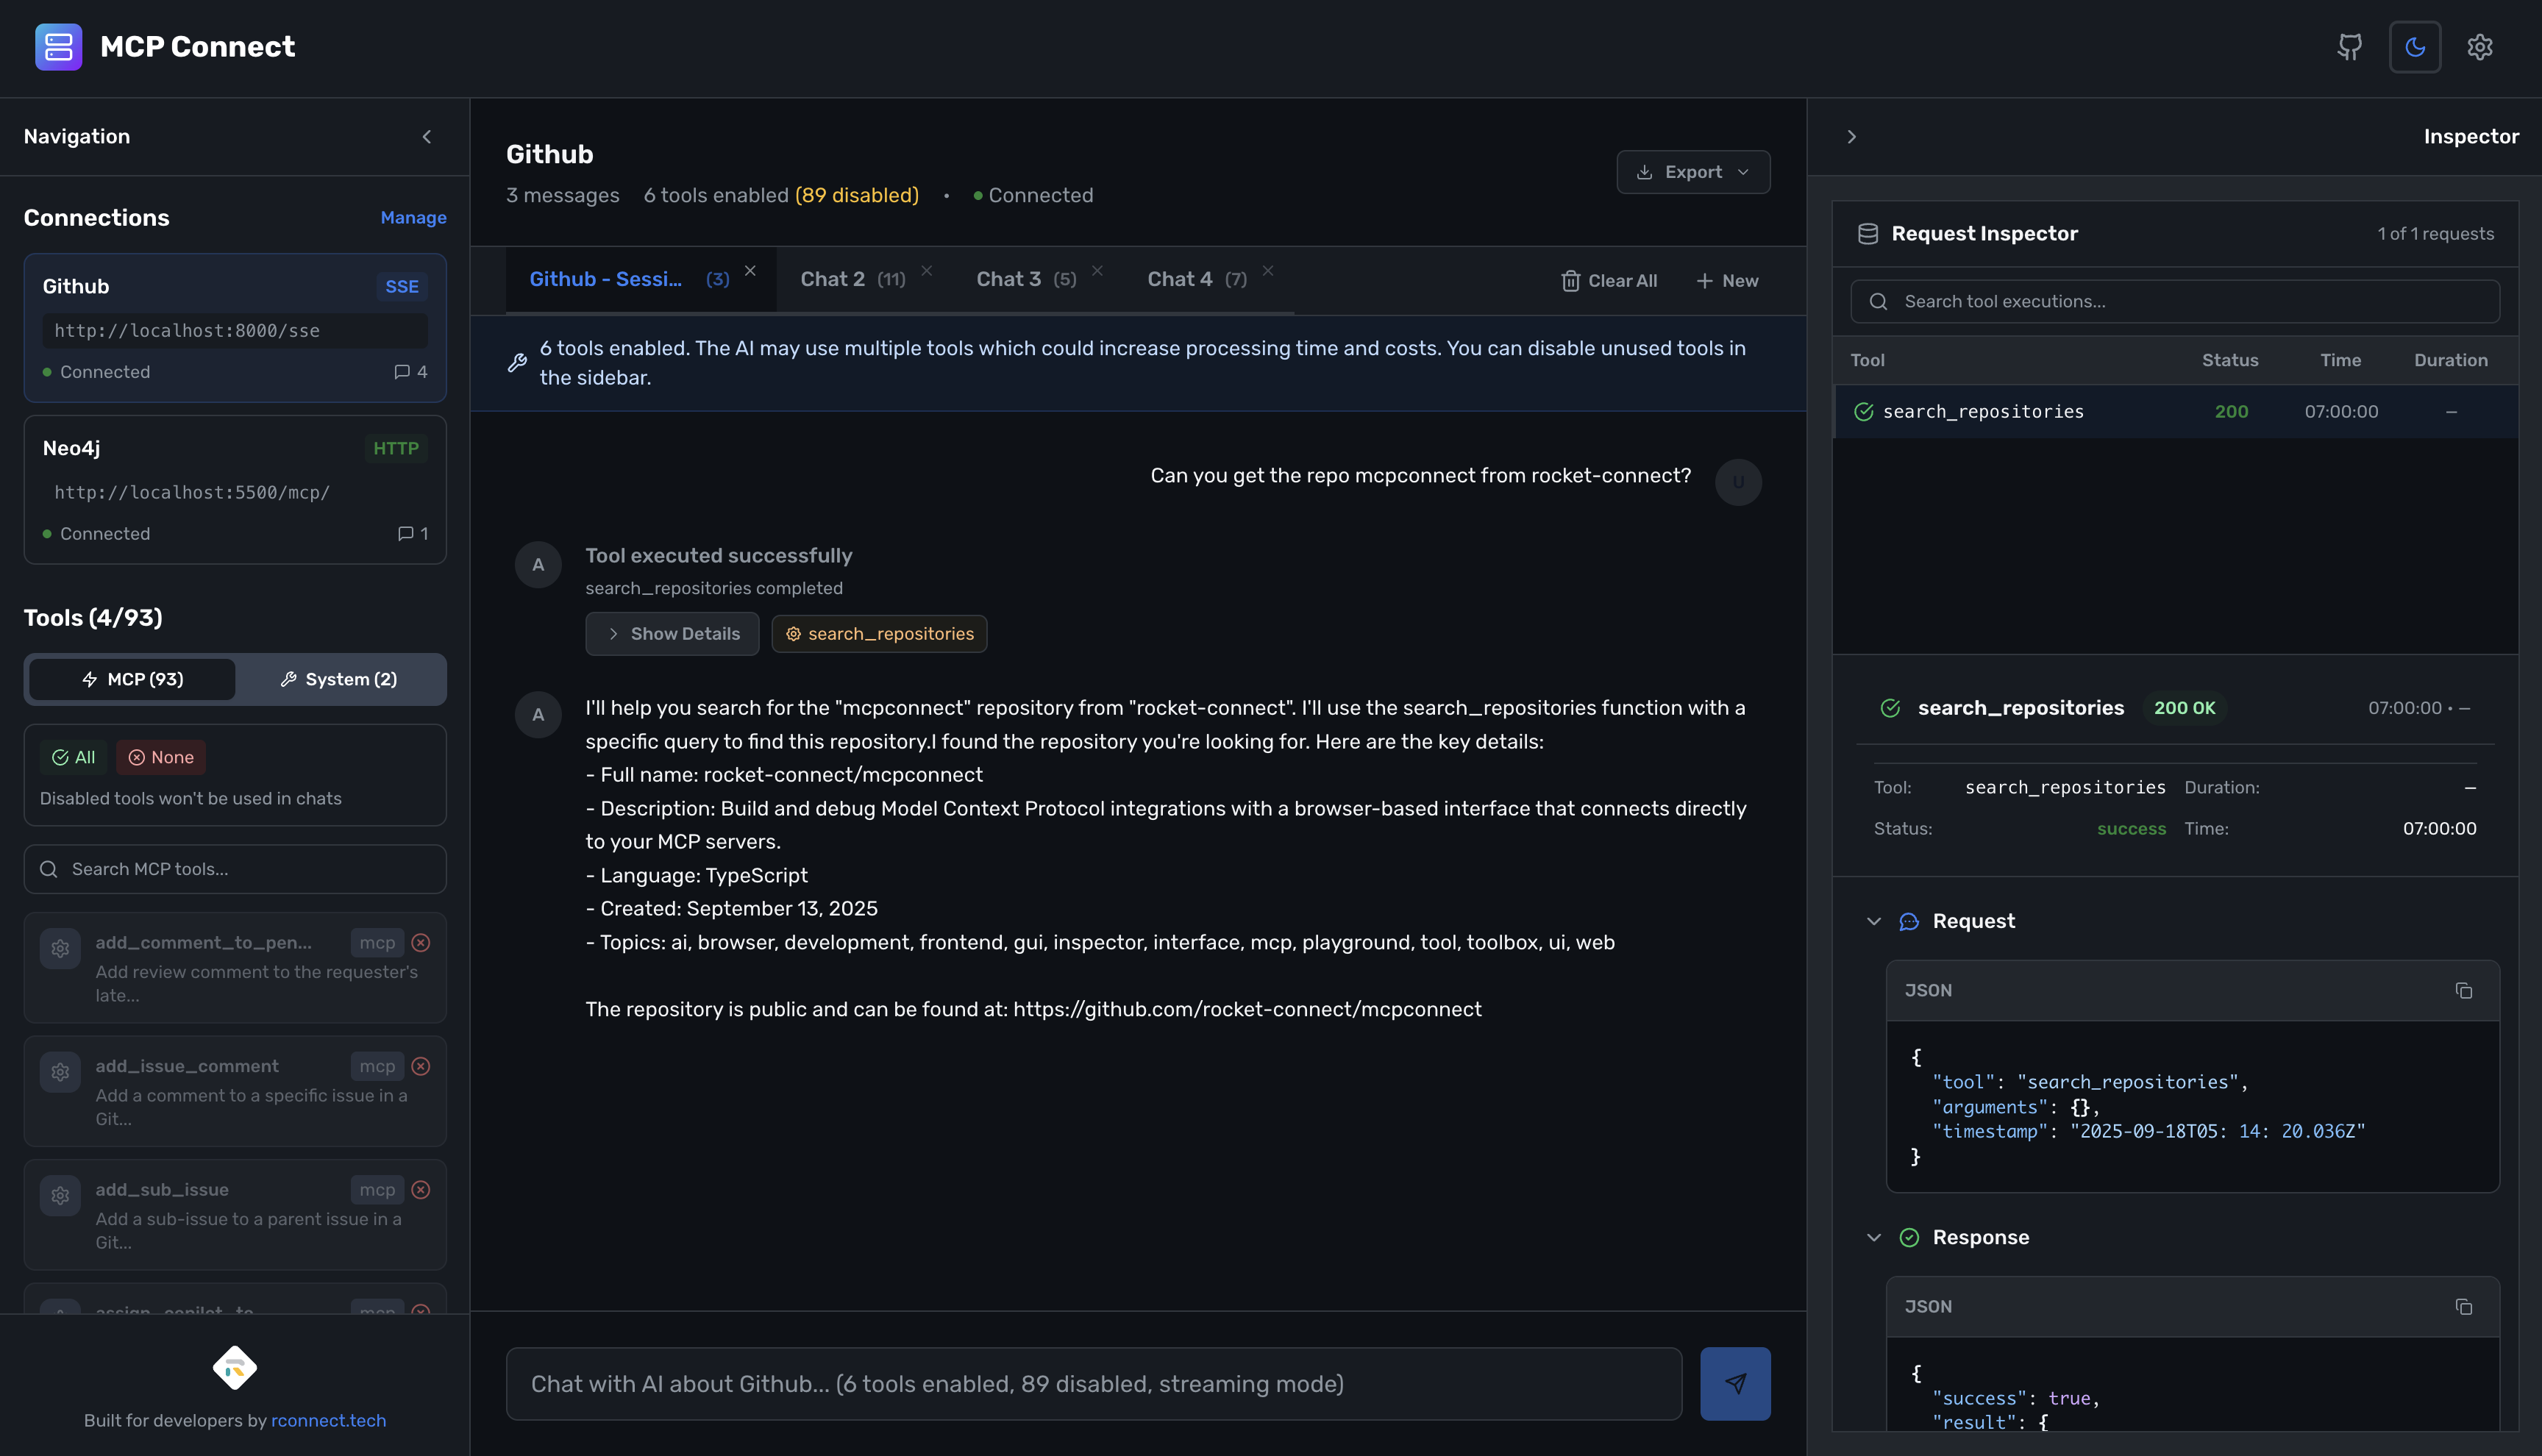 MCP Connect
Navigation
Connections
Manage
Github
SSE
http://localhost:8000/sse
Connected
4
Neo4j
HTTP
http://localhost:5500/mcp/
Connected
1
Tools (4/93)
MCP (93)
System (2)
All
None
Disabled tools won't be used in chats
Search MCP tools...
add_comment_to_pen...
mcp
Add review comment to the requester's
late...
add_issue_comment
mcp
Add a comment to a specific issue in a
Git...
add_sub_issue
mcp
Add a sub-issue to a parent issue in a
Git...
assign_copilot_to_
mcp
Built for developers by rconnect.tech
Github
3 messages 6 tools enabled (89 disabled) • Connected
Export
Github - Sessi... (3)
Chat 2 (11)
Chat 3 (5)
Chat 4 (7)
Clear All
New
6 tools enabled. The AI may use multiple tools which could increase processing time and costs. You can disable unused tools in
the sidebar.
Can you get the repo mcpconnect from rocket-connect?
U
A
Tool executed successfully
search_repositories completed
Show Details
search_repositories
A
I'll help you search for the "mcpconnect" repository from "rocket-connect". I'll use the search_repositories function with a
specific query to find this repository.I found the repository you're looking for. Here are the key details:
- Full name: rocket-connect/mcpconnect
- Description: Build and debug Model Context Protocol integrations with a browser-based interface that connects directly
to your MCP servers.
- Language: TypeScript
- Created: September 13, 2025
- Topics: ai, browser, development, frontend, gui, inspector, interface, mcp, playground, tool, toolbox, ui, web
The repository is public and can be found at: https://github.com/rocket-connect/mcpconnect
Chat with AI about Github... (6 tools enabled, 89 disabled, streaming mode)
Inspector
Request Inspector
1 of 1 requests
Search tool executions...
Tool Status Time Duration
search_repositories 200 07:00:00 –
search_repositories 200 OK 07:00:00 • –
Tool: search_repositories Duration: –
Status: success Time: 07:00:00
Request
JSON
{
"tool": "search_repositories",
"arguments": {},
"timestamp": "2025-09-18T05: 14: 20.036Z"
}
Response
JSON
{
"success": true,
"result": {